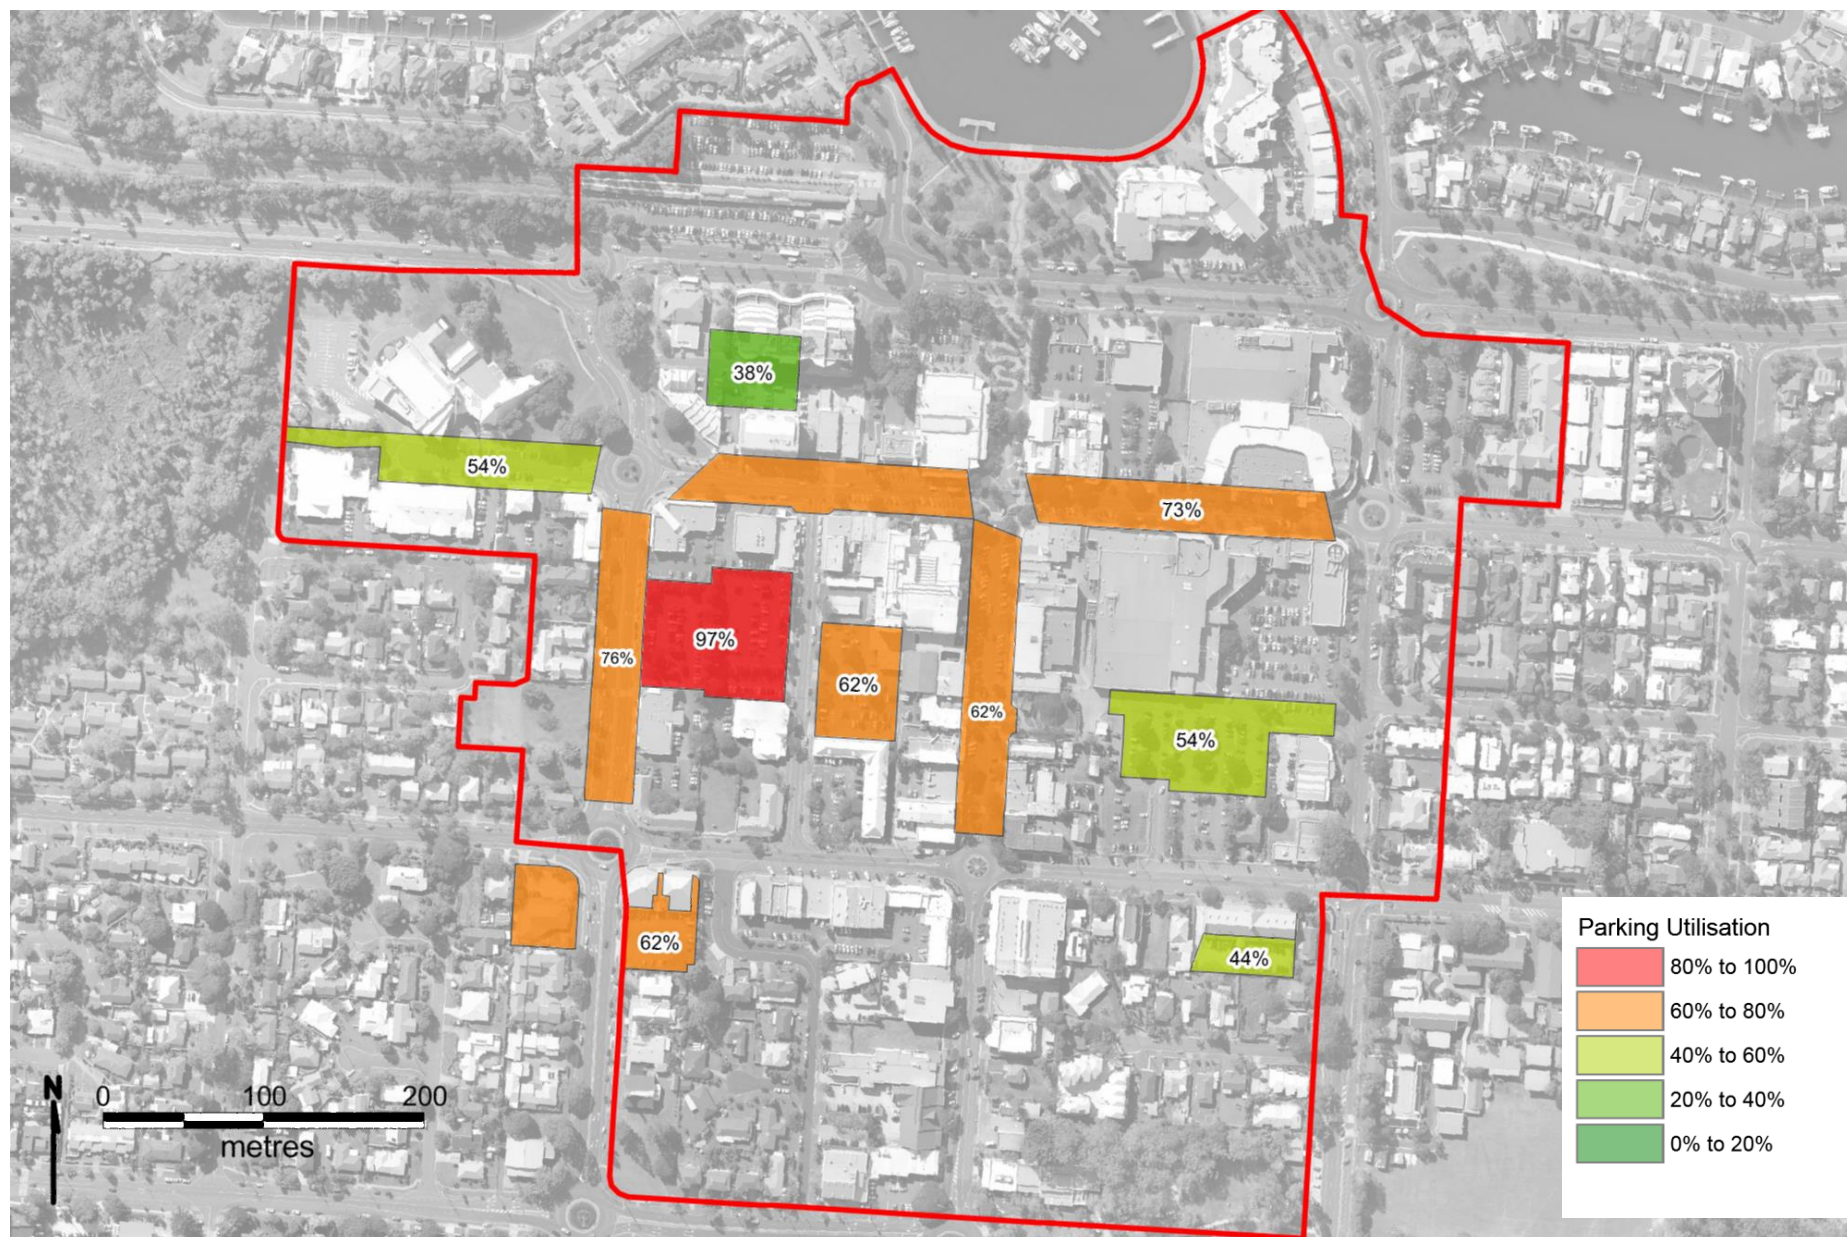 38%
54%
73%
97%
76%
62%
62%
54%
62%
44%
Parking Utilisation
80% to 100%
60% to 80%
40% to 60%
20% to 40%
0% to 20%
N
0 100 200
metres